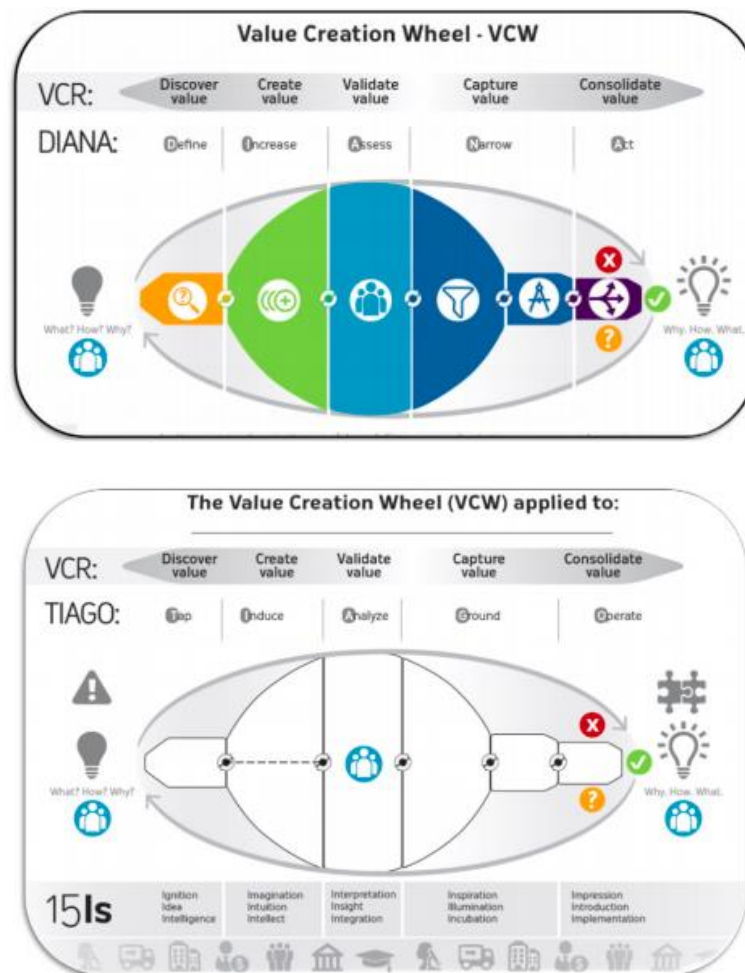 Value Creation Wheel - VCW
VCR: Discover value Create value Validate value Capture value Consolidate value
DIANA: Define Increase Assess Narrow Act
What? How? Why? Why. How. What.
The Value Creation Wheel (VCW) applied to:
VCR: Discover value Create value Validate value Capture value Consolidate value
TIAGO: Tap Induce Analyze Ground Operate
What? How? Why? Why. How. What.
15Is
Ignition Imagination Interpretation Inspiration Impression
Idea Intuition Insight Illumination Introduction
Intelligence Intellect Integration Incubation Implementation